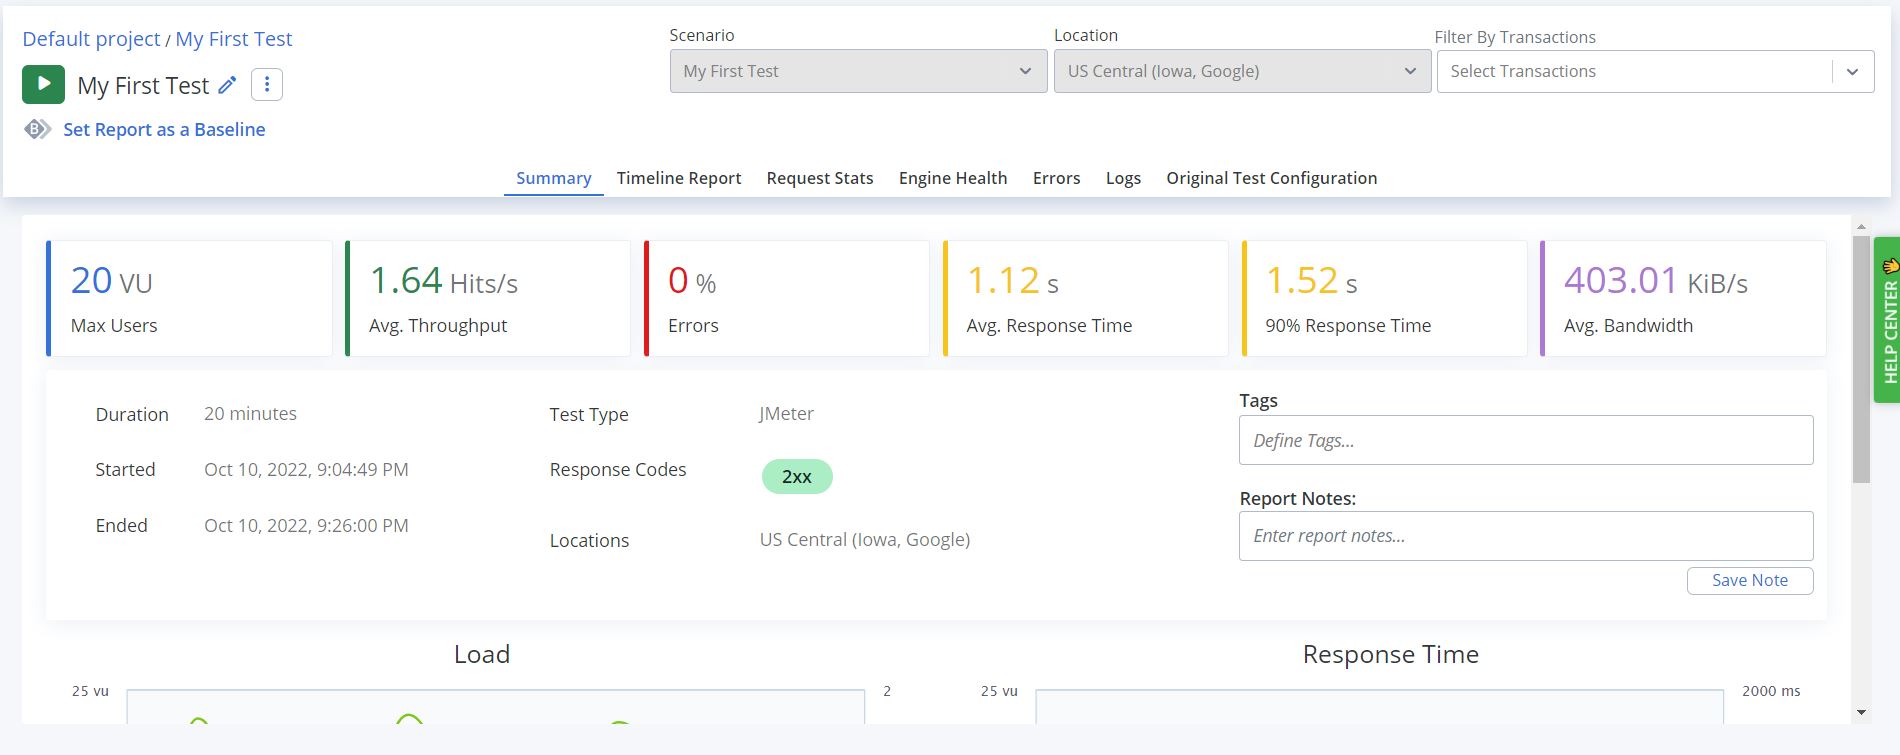 Default project / My First Test
My First Test
Set Report as a Baseline
Scenario
My First Test
Location
US Central (Iowa, Google)
Filter By Transactions
Select Transactions
Summary
Timeline Report
Request Stats
Engine Health
Errors
Logs
Original Test Configuration
20 VU
Max Users
1.64 Hits/s
Avg. Throughput
0 %
Errors
1.12 s
Avg. Response Time
1.52 s
90% Response Time
403.01 KiB/s
Avg. Bandwidth
HELP CENTER
Duration 20 minutes
Started Oct 10, 2022, 9:04:49 PM
Ended Oct 10, 2022, 9:26:00 PM
Test Type JMeter
Response Codes 2xx
Locations US Central (Iowa, Google)
Tags
Define Tags...
Report Notes:
Enter report notes...
Save Note
Load
25 vu
2
Response Time
25 vu
2000 ms